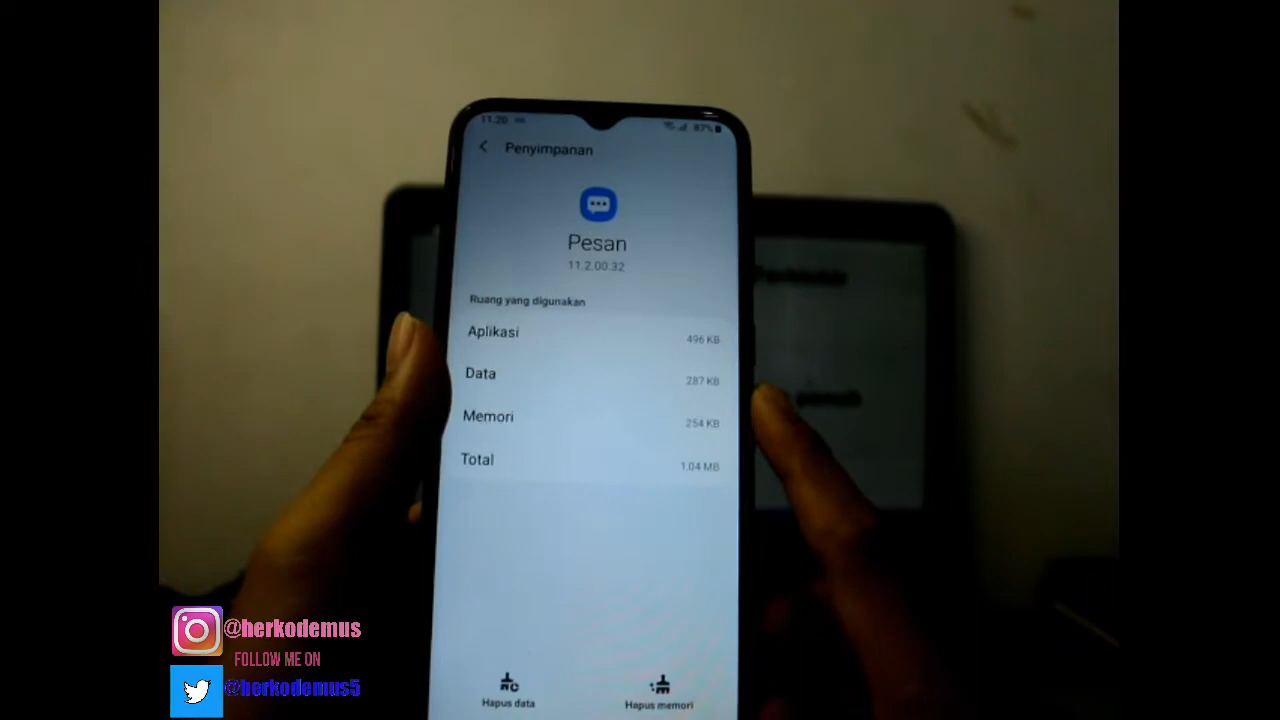 11.20
87%
Penyimpanan
Pesan
11.2.00.32
Ruang yang digunakan
Aplikasi 496 KB
Data 287 KB
Memori 254 KB
Total 1,04 MB
Hapus data
Hapus memori
@herkodemus
FOLLOW ME ON
@herkodemus5